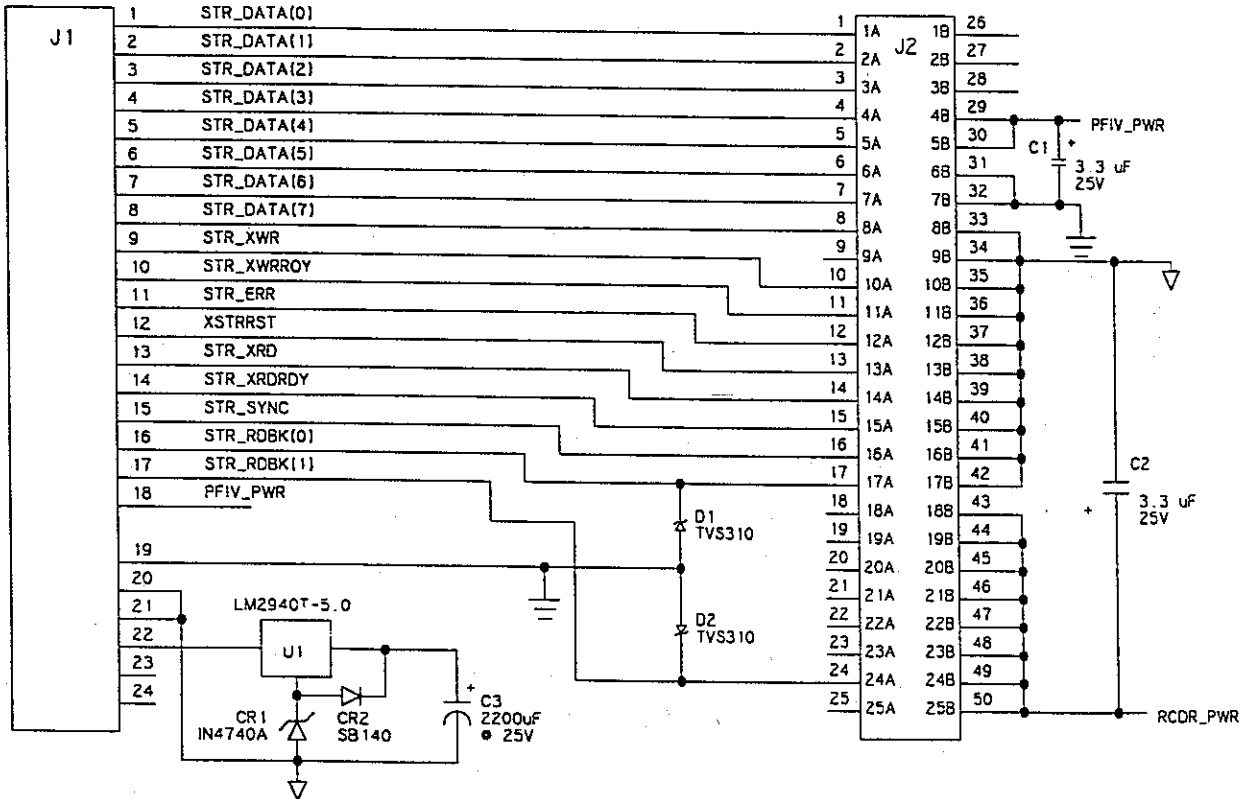 J1
1 STR_DATA(0)
2 STR_DATA(1)
3 STR_DATA(2)
4 STR_DATA(3)
5 STR_DATA(4)
6 STR_DATA(5)
7 STR_DATA(6)
8 STR_DATA(7)
9 STR_XWR
10 STR_XWRROY
11 STR_ERR
12 XSTRRST
13 STR_XRD
14 STR_XRDRDY
15 STR_SYNC
16 STR_RDBK(0)
17 STR_RDBK(1)
18 PFIV_PWR
19
20
21
22
23
24
LM2940T-5.0
U1
CR1
IN4740A
CR2
SB140
+
C3
2200uF
@ 25V
D1
TVS310
D2
TVS310
J2
1 1A 1B 26
2 2A 2B 27
3 3A 3B 28
4 4A 4B 29
5 5A 5B 30
6 6A 6B 31
7 7A 7B 32
8 8A 8B 33
9 9A 9B 34
10 10A 10B 35
11 11A 11B 36
12 12A 12B 37
13 13A 13B 38
14 14A 14B 39
15 15A 15B 40
16 16A 16B 41
17 17A 17B 42
18 18A 18B 43
19 19A 19B 44
20 20A 20B 45
21 21A 21B 46
22 22A 22B 47
23 23A 23B 48
24 24A 24B 49
25 25A 25B 50
PFIV_PWR
C1 +
3.3 uF
25V
C2
3.3 uF
+ 25V
RCDR_PWR